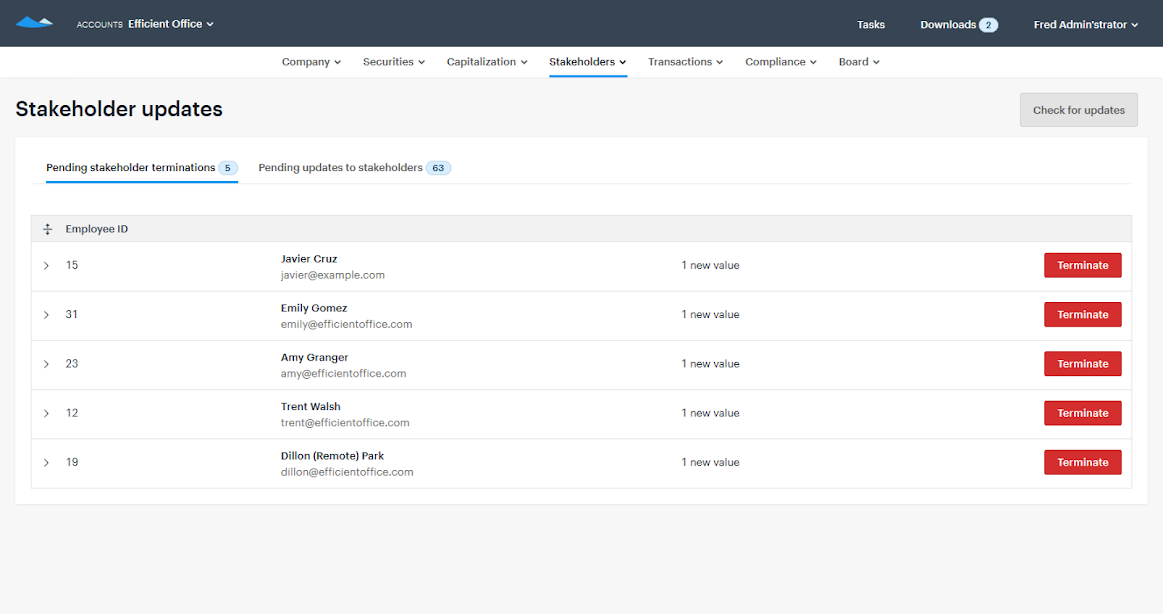 ACCOUNTS Efficient Office Tasks Downloads 2 Fred Admin'strator
Company Securities Capitalization Stakeholders Transactions Compliance Board
Stakeholder updates Check for updates
Pending stakeholder terminations 5 Pending updates to stakeholders 63
Employee ID
15 Javier Cruz 1 new value Terminate
javier@example.com
31 Emily Gomez 1 new value Terminate
emily@efficientoffice.com
23 Amy Granger 1 new value Terminate
amy@efficientoffice.com
12 Trent Walsh 1 new value Terminate
trent@efficientoffice.com
19 Dillon (Remote) Park 1 new value Terminate
dillon@efficientoffice.com